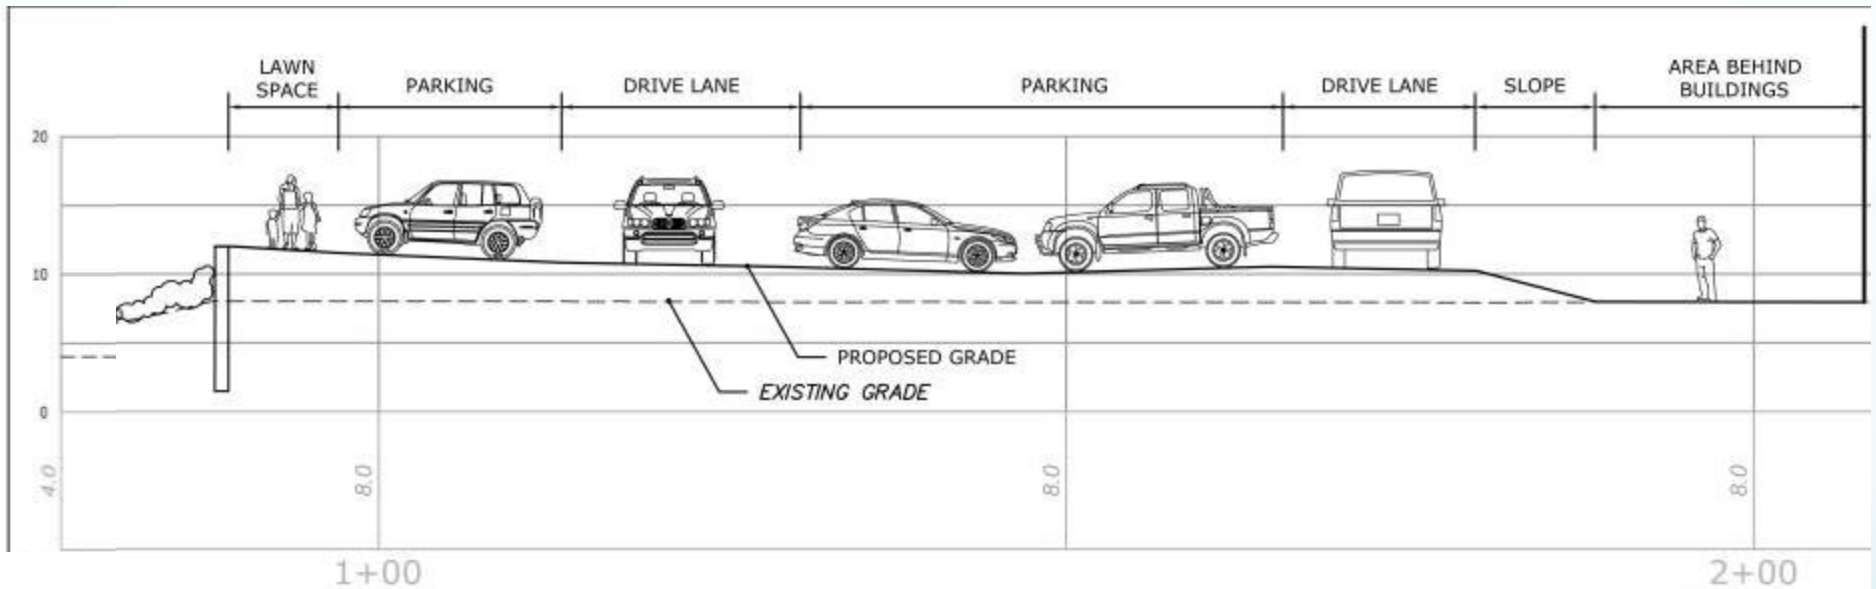 LAWN
SPACE
PARKING
DRIVE LANE
PARKING
DRIVE LANE
SLOPE
AREA BEHIND
BUILDINGS
20
10
PROPOSED GRADE
EXISTING GRADE
0
4.0
8.0
8.0
8.0
1+00
2+00